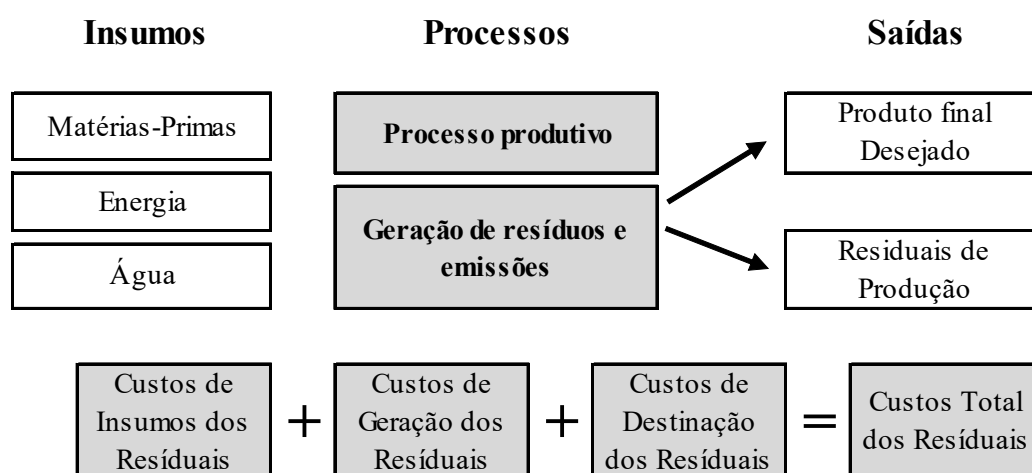 Insumos
Processos
Saídas
Matérias-Primas
Energia
Água
Processo produtivo
Geração de resíduos e
emissões
Produto final
Desejado
Residuais de
Produção
Custos de
Insumos dos
Resíduais
+
Custos de
Geração dos
Resíduais
+
Custos de
Destinação
dos Resíduais
=
Custos Total
dos Resíduais